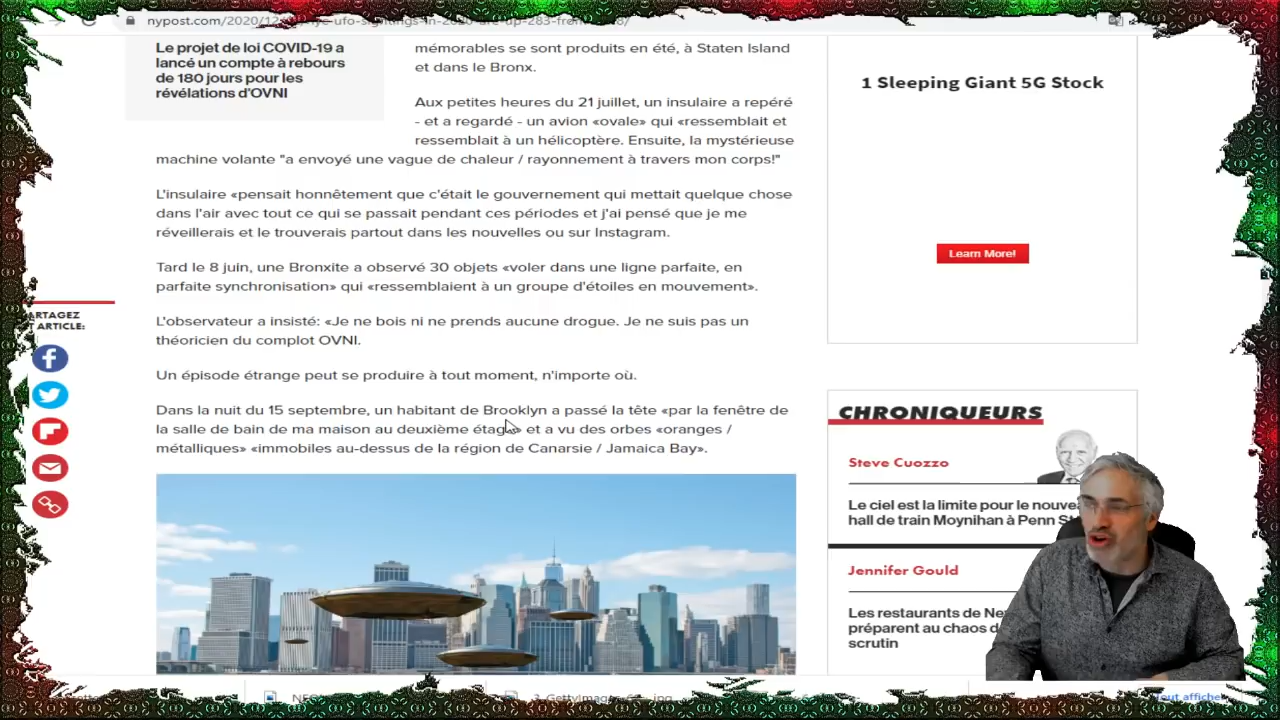 nypost.com/2020/12
nyc-ufo-sightings-in-2020-are-up-283-from
Le projet de loi COVID-19 a
lancé un compte à rebours
de 180 jours pour les
révélations d'OVNI
mémorables se sont produits en été, à Staten Island
et dans le Bronx.
Aux petites heures du 21 juillet, un insulaire a repéré
- et a regardé - un avion «ovale» qui «ressemblait et
ressemblait à un hélicoptère. Ensuite, la mystérieuse
machine volante "a envoyé une vague de chaleur / rayonnement à travers mon corps!"
L'insulaire «pensait honnêtement que c'était le gouvernement qui mettait quelque chose
dans l'air avec tout ce qui se passait pendant ces périodes et j'ai pensé que je me
réveillerais et le trouverais partout dans les nouvelles ou sur Instagram.
Tard le 8 juin, une Bronxite a observé 30 objets «voler dans une ligne parfaite, en
parfaite synchronisation» qui «ressemblaient à un groupe d'étoiles en mouvement».
L'observateur a insisté: «Je ne bois ni ne prends aucune drogue. Je ne suis pas un
théoricien du complot OVNI.
Un épisode étrange peut se produire à tout moment, n'importe où.
Dans la nuit du 15 septembre, un habitant de Brooklyn a passé la tête «par la fenêtre de
la salle de bain de ma maison au deuxième étage» et a vu des orbes «oranges /
métalliques» «immobiles au-dessus de la région de Canarsie / Jamaica Bay».
ARTAGEZ
T ARTICLE:
1 Sleeping Giant 5G Stock
Learn More!
CHRONIQUEURS
Steve Cuozzo
Le ciel est la limite pour le nouve
hall de train Moynihan à Penn St
Jennifer Gould
Les restaurants de Ne
préparent au chaos d
scrutin
tout affiche